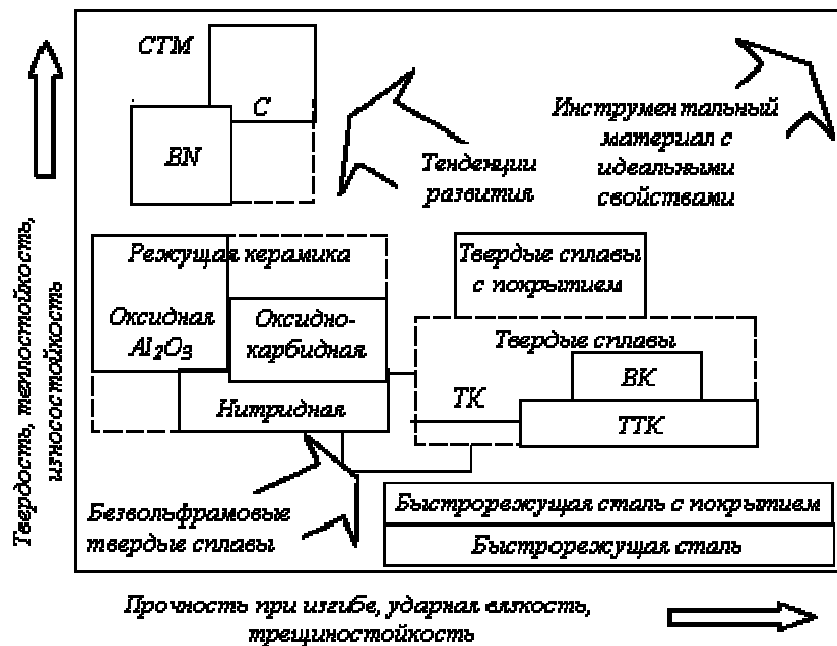 СТМ
С
BN
Тенденции
развития
Инструментальный
материал с
идеальными
свойствами
Режущая керамика
Оксидная
Al₂O₃
Оксидно-
карбидная
Нитридная
Твердые сплавы
с покрытием
Твердые сплавы
ВК
ТК
ТТК
Безвольфрамовые
твердые сплавы
Быстрорежущая сталь с покрытием
Быстрорежущая сталь
Твердость, теплостойкость,
износостойкость
Прочность при изгибе, ударная вязкость,
трещиностойкость